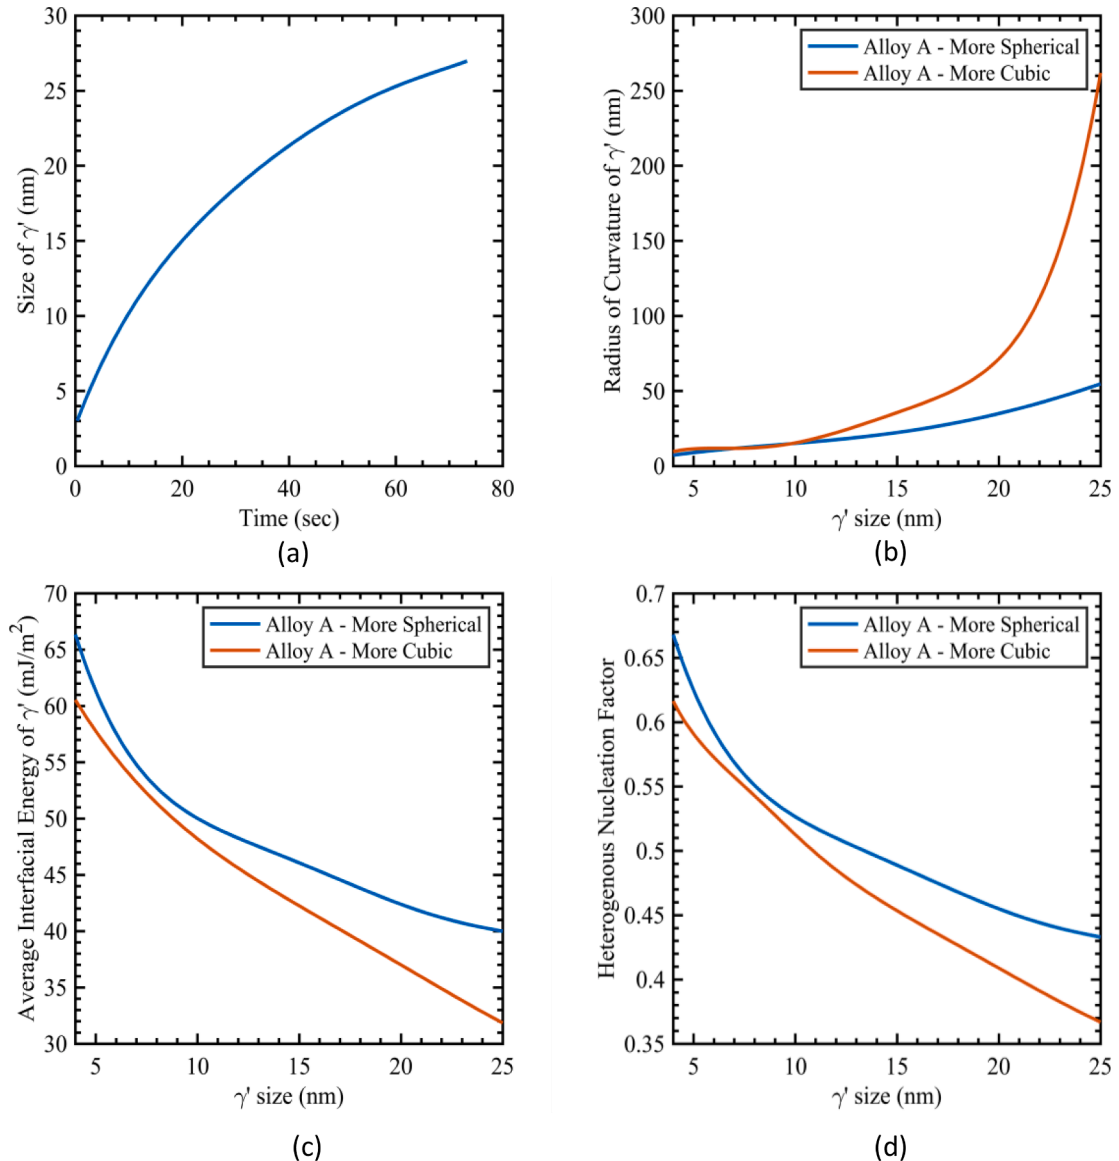 30
25
20
15
10
5
0
Size of γ' (nm)
0 20 40 60 80
Time (sec)
(a)
300
250
200
150
100
50
0
Radius of Curvature of γ' (nm)
Alloy A - More Spherical
Alloy A - More Cubic
5 10 15 20 25
γ' size (nm)
(b)
70
65
60
55
50
45
40
35
30
Average Interfacial Energy of γ' (mJ/m²)
Alloy A - More Spherical
Alloy A - More Cubic
5 10 15 20 25
γ' size (nm)
(c)
0.7
0.65
0.6
0.55
0.5
0.45
0.4
0.35
Heterogenous Nucleation Factor
Alloy A - More Spherical
Alloy A - More Cubic
5 10 15 20 25
γ' size (nm)
(d)